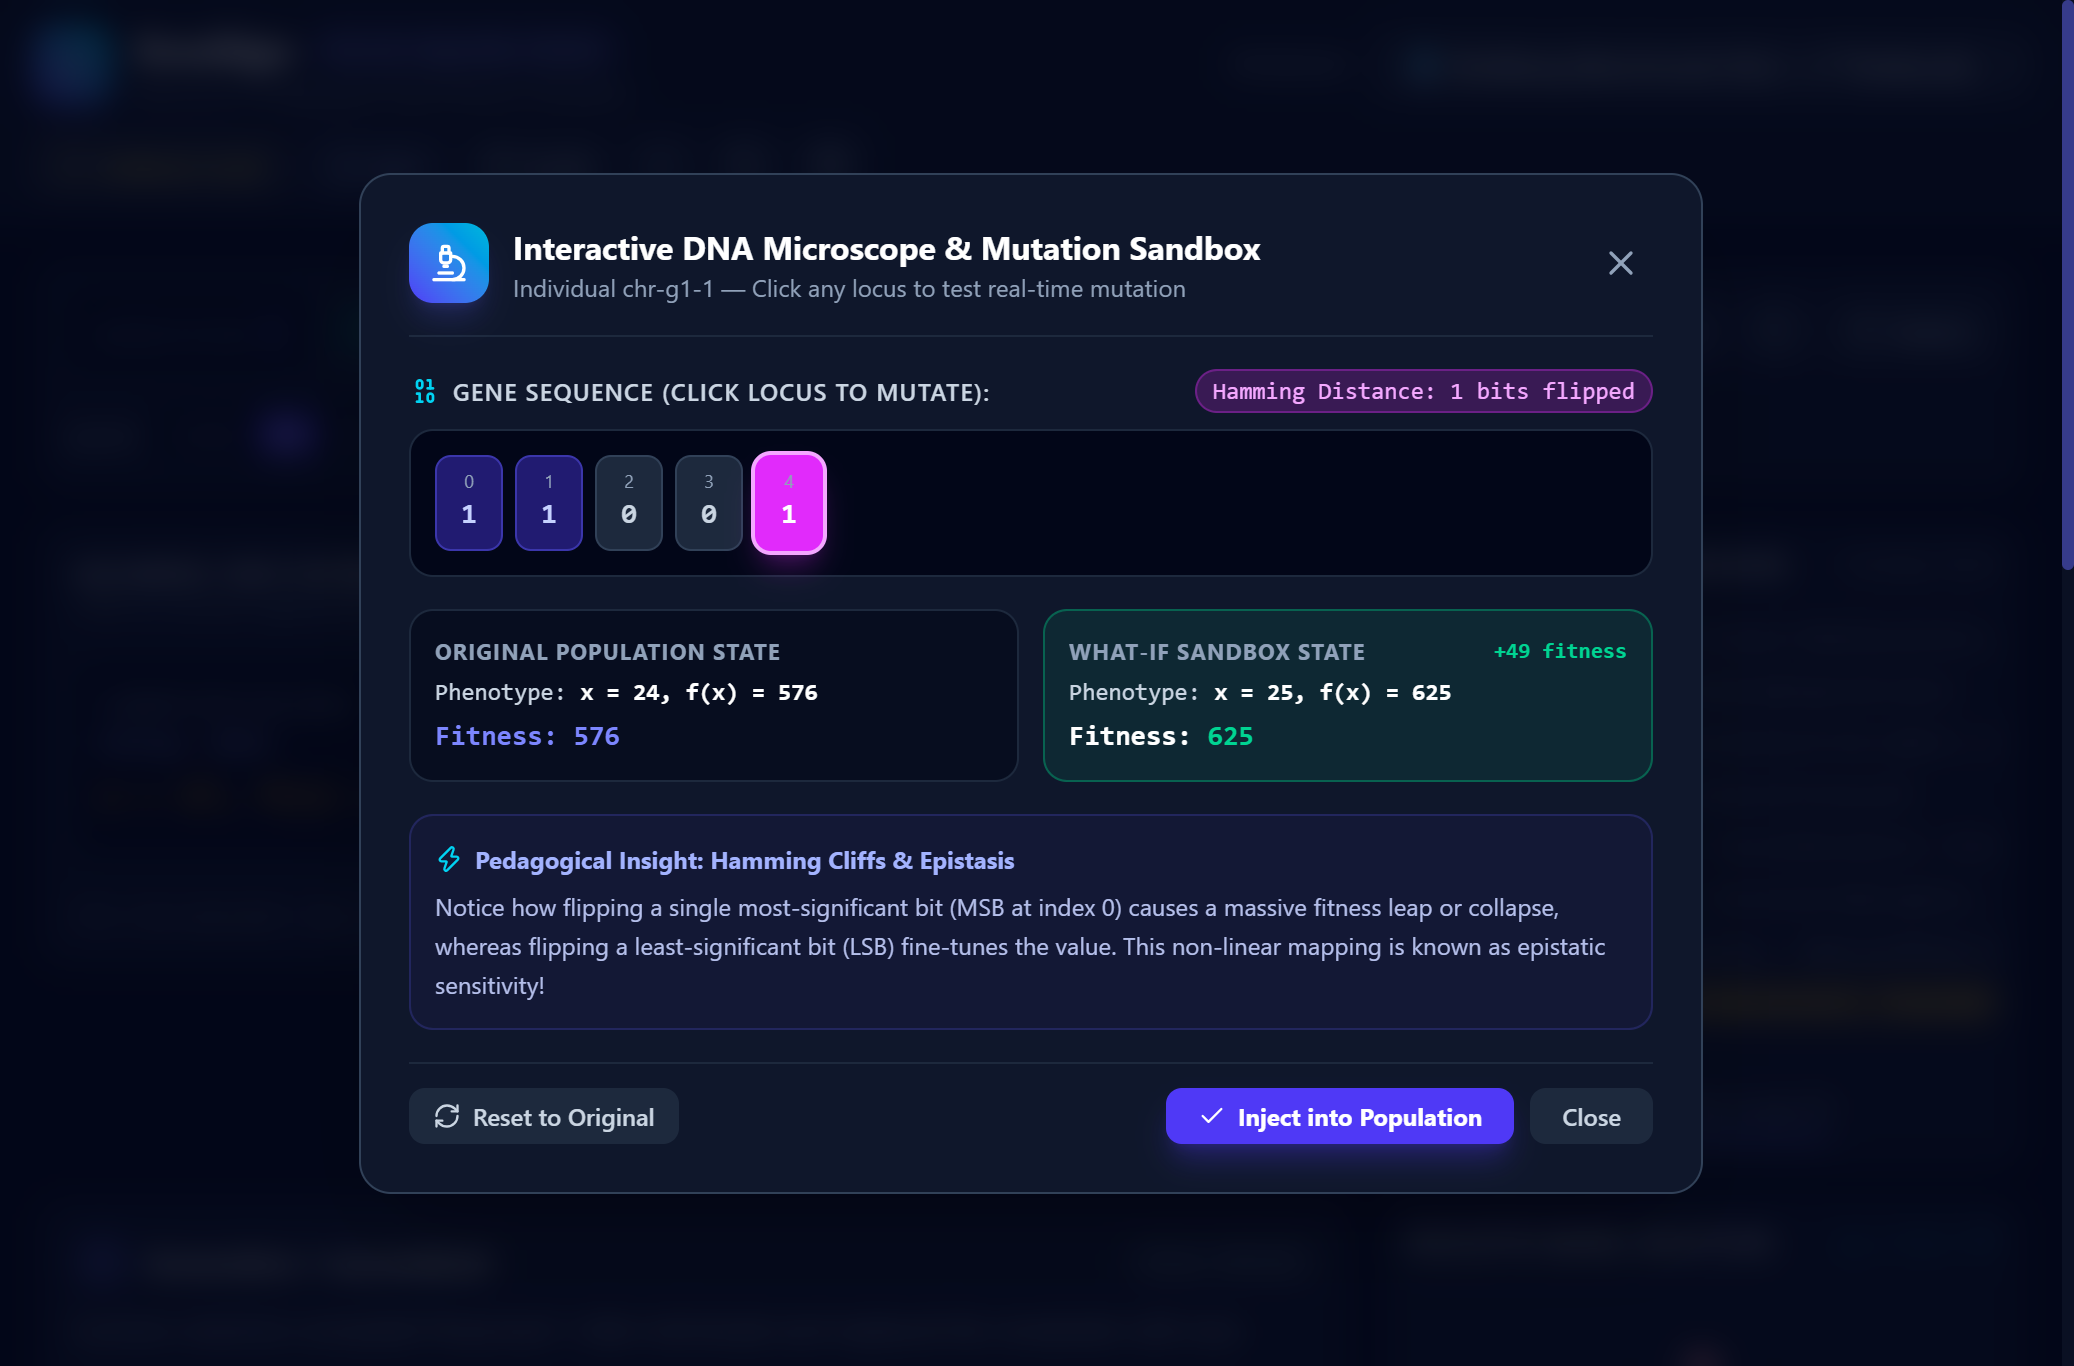 Interactive DNA Microscope & Mutation Sandbox
Individual chr-g1-1 — Click any locus to test real-time mutation
01
10
GENE SEQUENCE (CLICK LOCUS TO MUTATE):
Hamming Distance: 1 bits flipped
0 1 2 3 4
1 1 0 0 1
ORIGINAL POPULATION STATE
Phenotype: x = 24, f(x) = 576
Fitness: 576
WHAT-IF SANDBOX STATE
+49 fitness
Phenotype: x = 25, f(x) = 625
Fitness: 625
Pedagogical Insight: Hamming Cliffs & Epistasis
Notice how flipping a single most-significant bit (MSB at index 0) causes a massive fitness leap or collapse,
whereas flipping a least-significant bit (LSB) fine-tunes the value. This non-linear mapping is known as epistatic
sensitivity!
Reset to Original
Inject into Population
Close